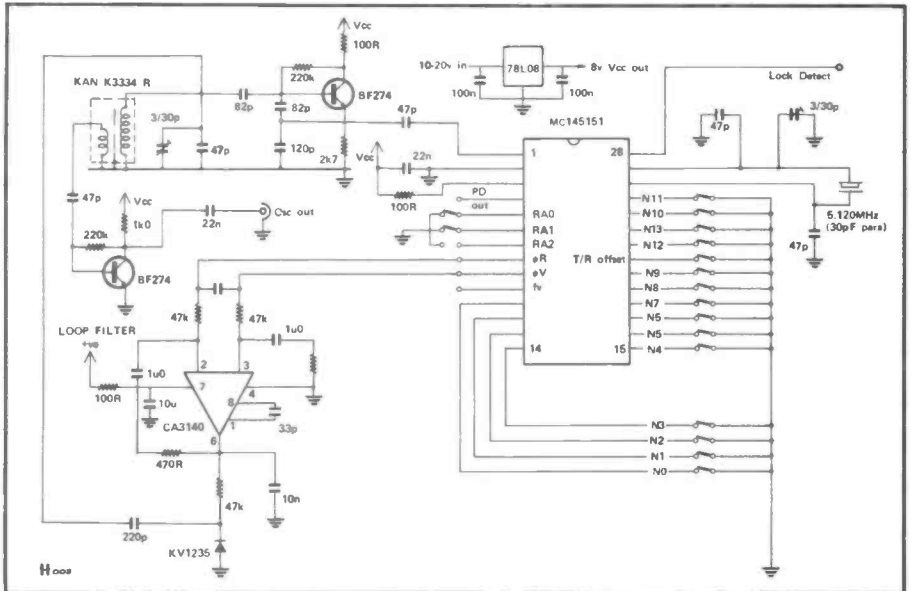 Vcc
100R
KAN K3334 R
220k
BF274
82p
82p
3/30p
47p
120p
2k7
47p
10-20v in
78L08
8v Vcc out
100n
100n
Lock Detect
MC145151
47p
3/30p
1
28
Vcc
22n
100R
PD
out
RA0
RA1
RA2
øR
øV
fv
N11
N10
N13
N12
T/R offset
N9
N8
N7
N6
N5
N4
14
15
5.120MHz
(30pF para)
47p
47p
Vcc
1k0
220k
22n
Osc out
BF274
47k
47k
1u0
LOOP FILTER
+ve
1u0
100R
10u
2
3
7
4
8
1
6
CA3140
33p
470R
10n
47k
220p
KV1235
N3
N2
N1
N0
H008